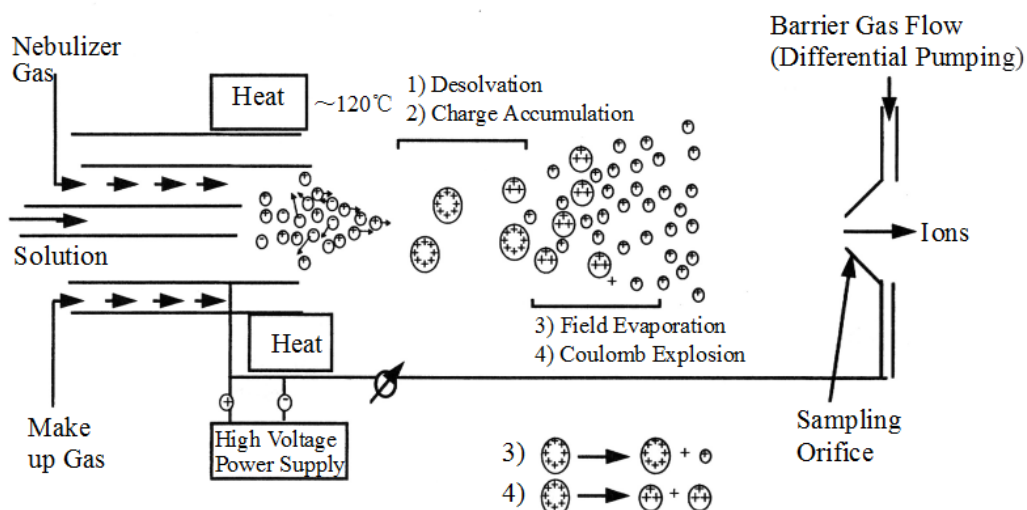 Nebulizer
Gas
Heat
~120℃
1) Desolvation
2) Charge Accumulation
Barrier Gas Flow
(Differential Pumping)
Solution
Ions
Heat
3) Field Evaporation
4) Coulomb Explosion
Make
up Gas
High Voltage
Power Supply
Sampling
Orifice
3) +
4) +